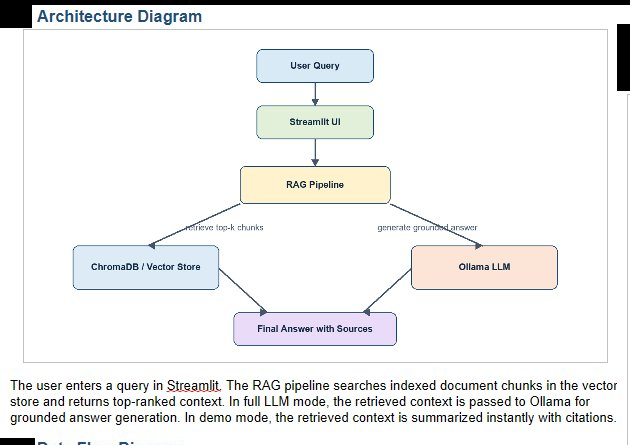 Architecture Diagram
User Query
Streamlit UI
RAG Pipeline
retrieve top-k chunks
generate grounded answer
ChromaDB / Vector Store
Ollama LLM
Final Answer with Sources
The user enters a query in Streamlit. The RAG pipeline searches indexed document chunks in the vector
store and returns top-ranked context. In full LLM mode, the retrieved context is passed to Ollama for
grounded answer generation. In demo mode, the retrieved context is summarized instantly with citations.
Data Flow Diagram